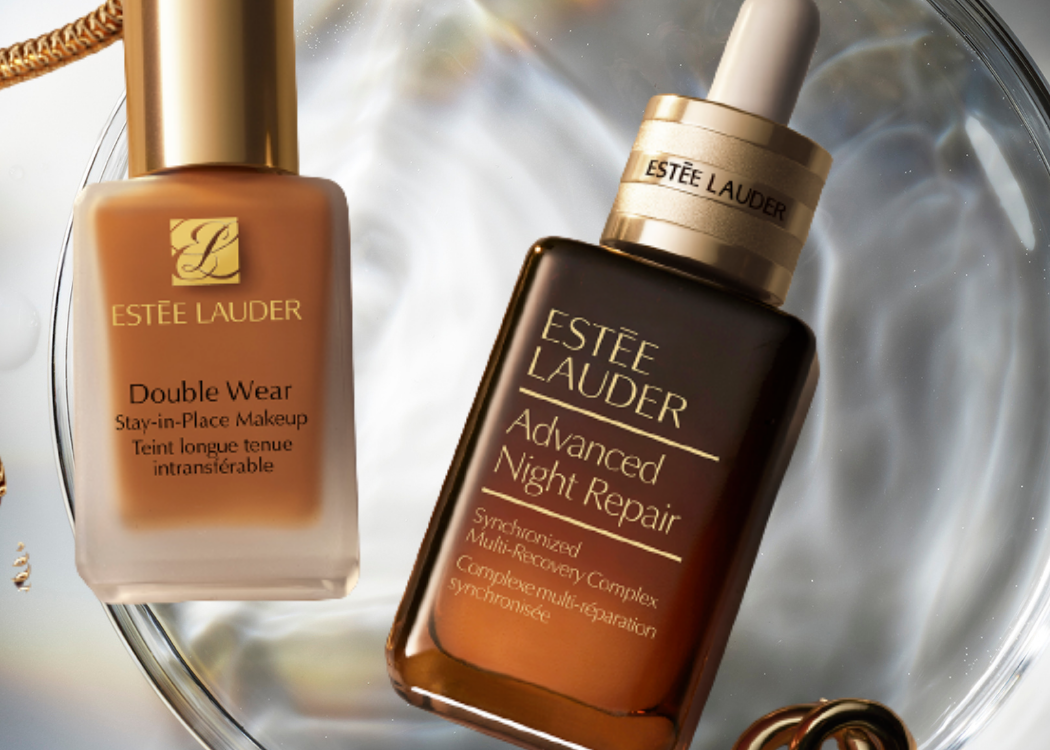 ESTĒE LAUDER
Double Wear
Stay-in-Place Makeup
Teint longue tenue
intransférable
ESTĒE LAUDER
ESTĒE
LAUDER
Advanced
Night Repair
Synchronized
Multi-Recovery Complex
Complexe multi-réparation
synchronisée